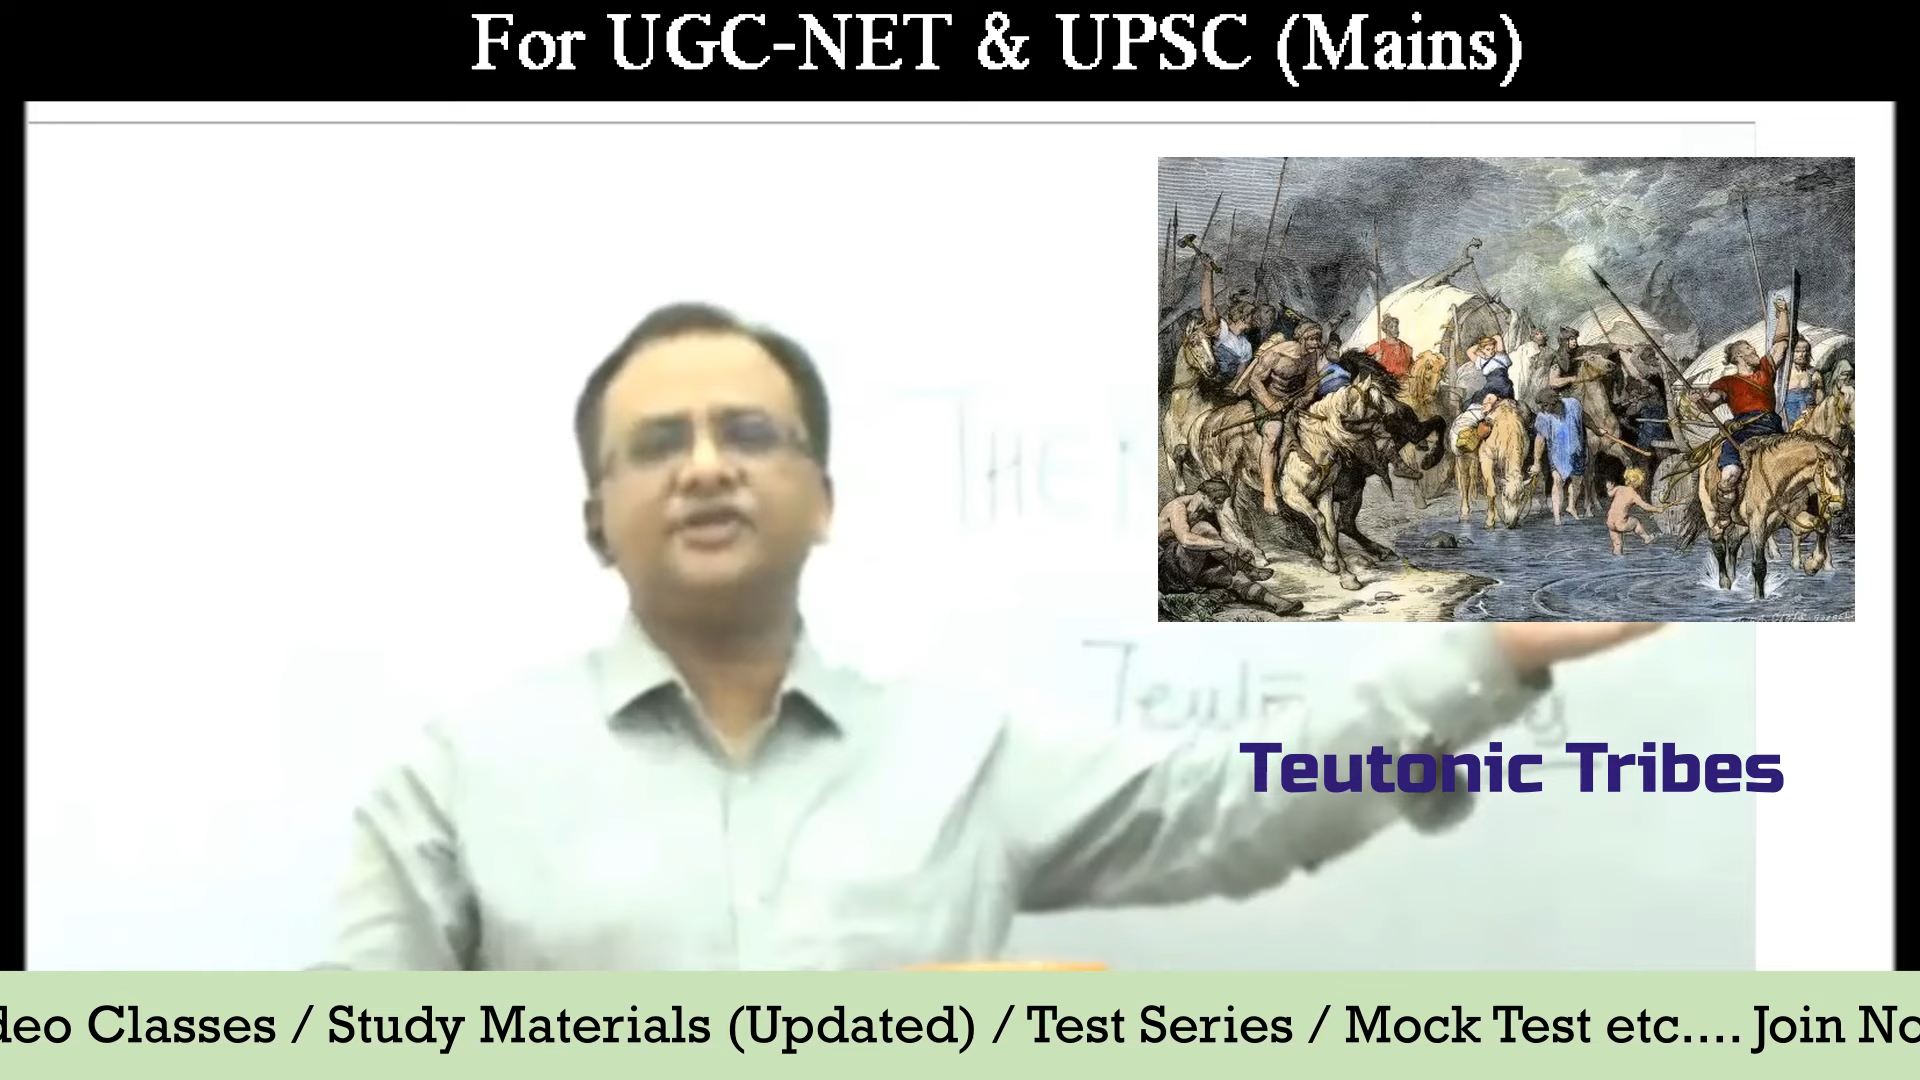 For UGC-NET & UPSC (Mains)
THE
Teutonic Tribes
deo Classes / Study Materials (Updated) / Test Series / Mock Test etc.... Join No